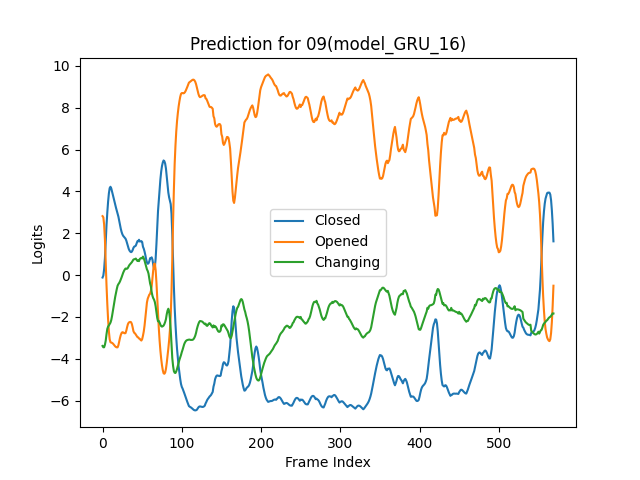 Prediction for 09(model_GRU_16)
10
8
6
4
2
0
−2
−4
−6
Logits
Closed
Opened
Changing
0
100
200
300
400
500
Frame Index